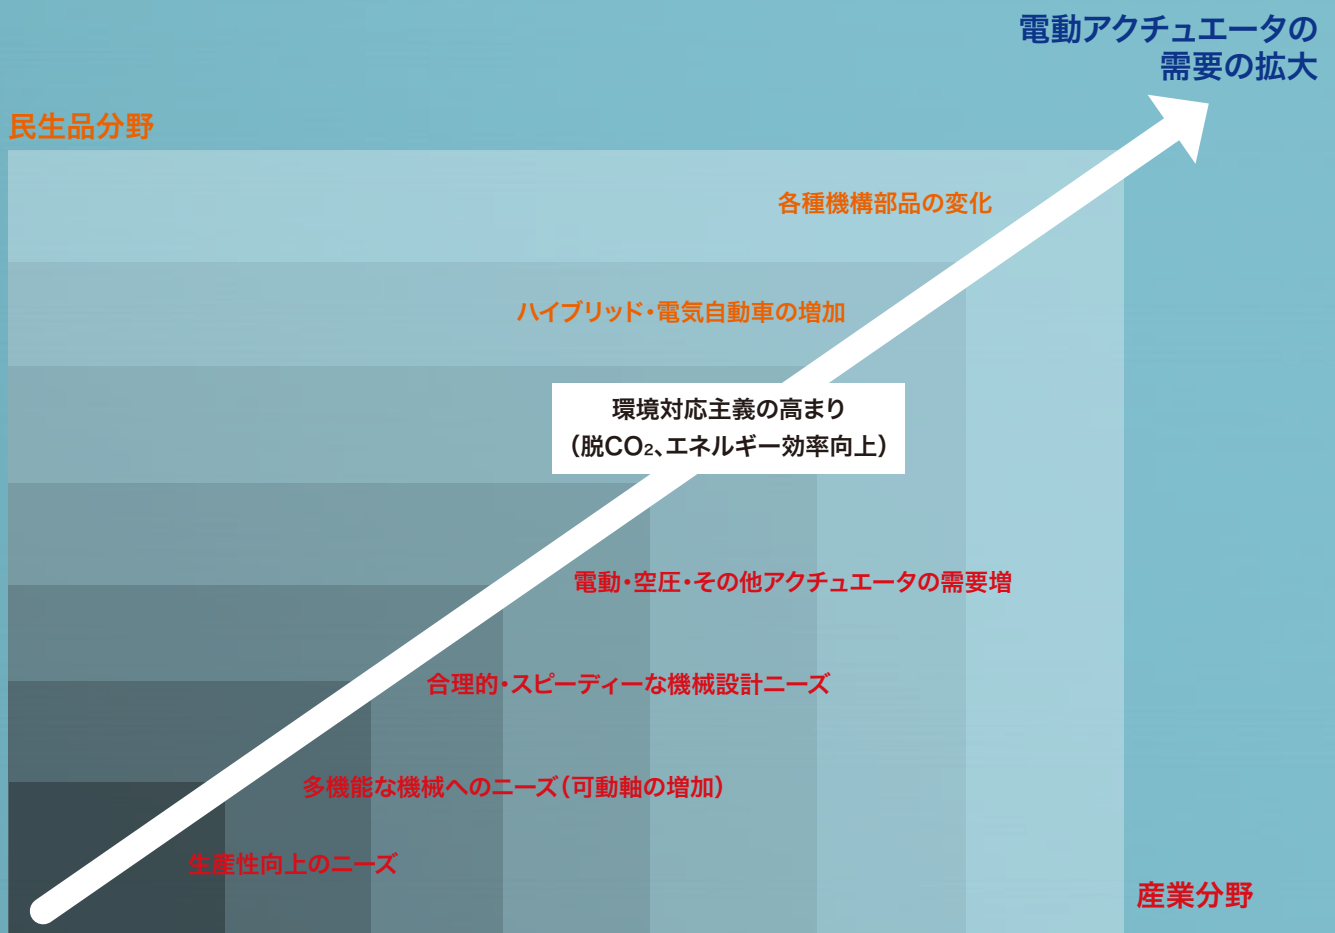 電動アクチュエータの
需要の拡大
民生品分野
各種機構部品の変化
ハイブリッド・電気自動車の増加
環境対応主義の高まり
（脱CO₂、エネルギー効率向上）
電動・空圧・その他アクチュエータの需要増
合理的・スピーディーな機械設計ニーズ
多機能な機械へのニーズ（可動軸の増加）
生産性向上のニーズ
産業分野